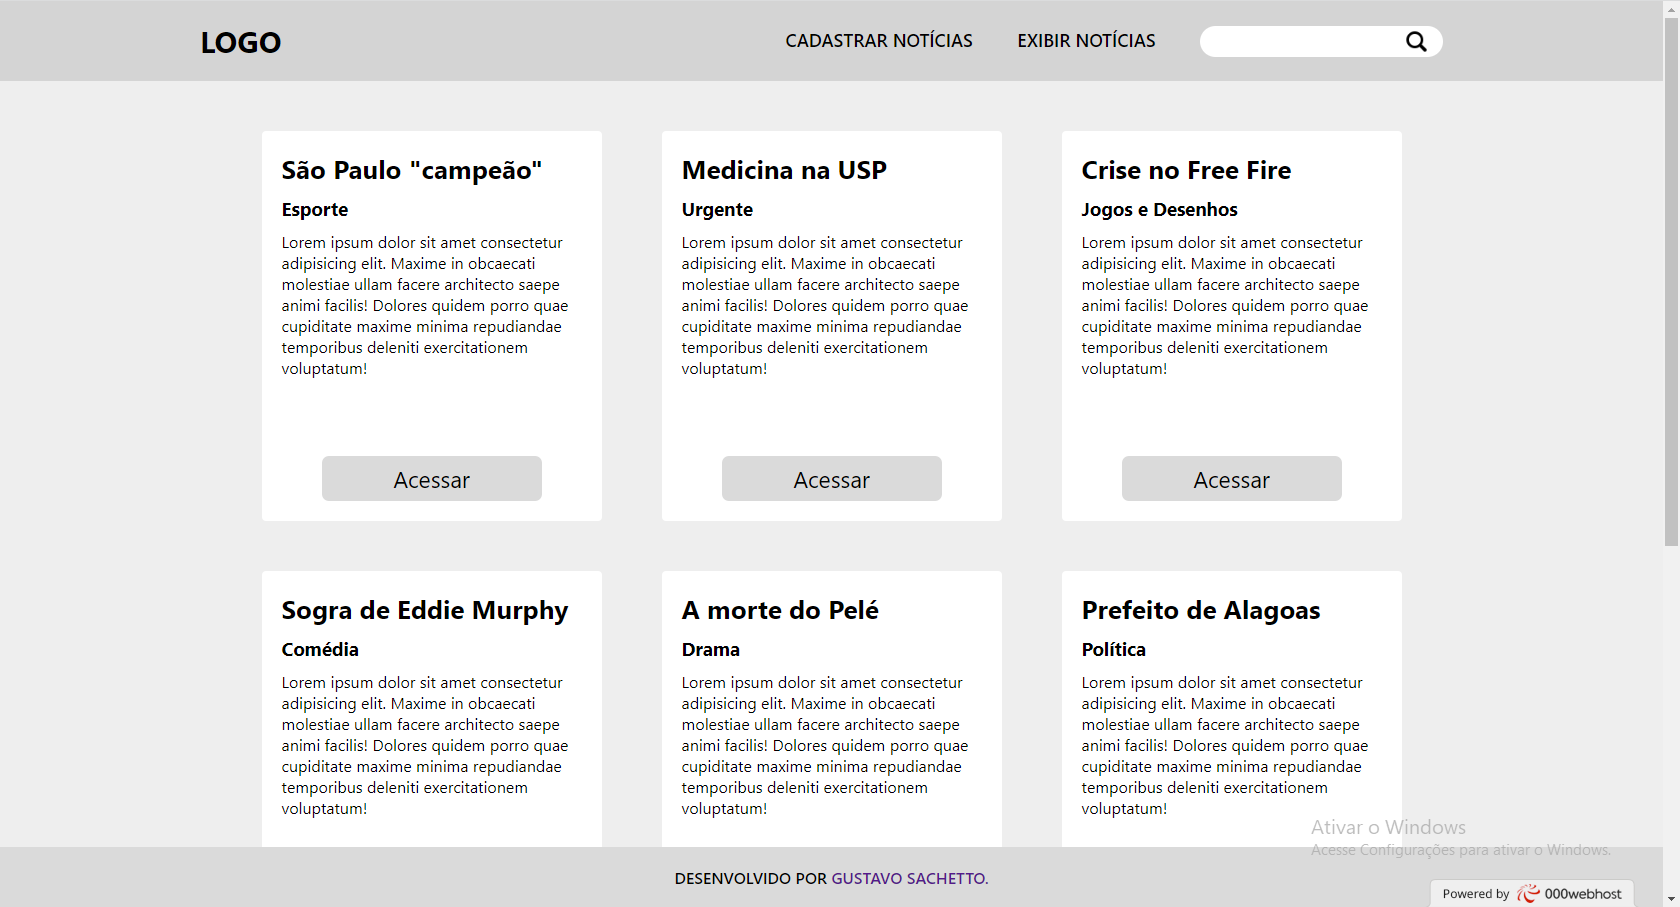 LOGO
CADASTRAR NOTÍCIAS
EXIBIR NOTÍCIAS
São Paulo "campeão"
Esporte
Lorem ipsum dolor sit amet consectetur
adipisicing elit. Maxime in obcaecati
molestiae ullam facere architecto saepe
animi facilis! Dolores quidem porro quae
cupiditate maxime minima repudiandae
temporibus deleniti exercitationem
voluptatum!
Acessar
Medicina na USP
Urgente
Lorem ipsum dolor sit amet consectetur
adipisicing elit. Maxime in obcaecati
molestiae ullam facere architecto saepe
animi facilis! Dolores quidem porro quae
cupiditate maxime minima repudiandae
temporibus deleniti exercitationem
voluptatum!
Acessar
Crise no Free Fire
Jogos e Desenhos
Lorem ipsum dolor sit amet consectetur
adipisicing elit. Maxime in obcaecati
molestiae ullam facere architecto saepe
animi facilis! Dolores quidem porro quae
cupiditate maxime minima repudiandae
temporibus deleniti exercitationem
voluptatum!
Acessar
Sogra de Eddie Murphy
Comédia
Lorem ipsum dolor sit amet consectetur
adipisicing elit. Maxime in obcaecati
molestiae ullam facere architecto saepe
animi facilis! Dolores quidem porro quae
cupiditate maxime minima repudiandae
temporibus deleniti exercitationem
voluptatum!
A morte do Pelé
Drama
Lorem ipsum dolor sit amet consectetur
adipisicing elit. Maxime in obcaecati
molestiae ullam facere architecto saepe
animi facilis! Dolores quidem porro quae
cupiditate maxime minima repudiandae
temporibus deleniti exercitationem
voluptatum!
Prefeito de Alagoas
Política
Lorem ipsum dolor sit amet consectetur
adipisicing elit. Maxime in obcaecati
molestiae ullam facere architecto saepe
animi facilis! Dolores quidem porro quae
cupiditate maxime minima repudiandae
temporibus deleniti exercitationem
voluptatum!
Ativar o Windows
Acesse Configurações para ativar o Windows.
DESENVOLVIDO POR GUSTAVO SACHETTO.
Powered by 000webhost